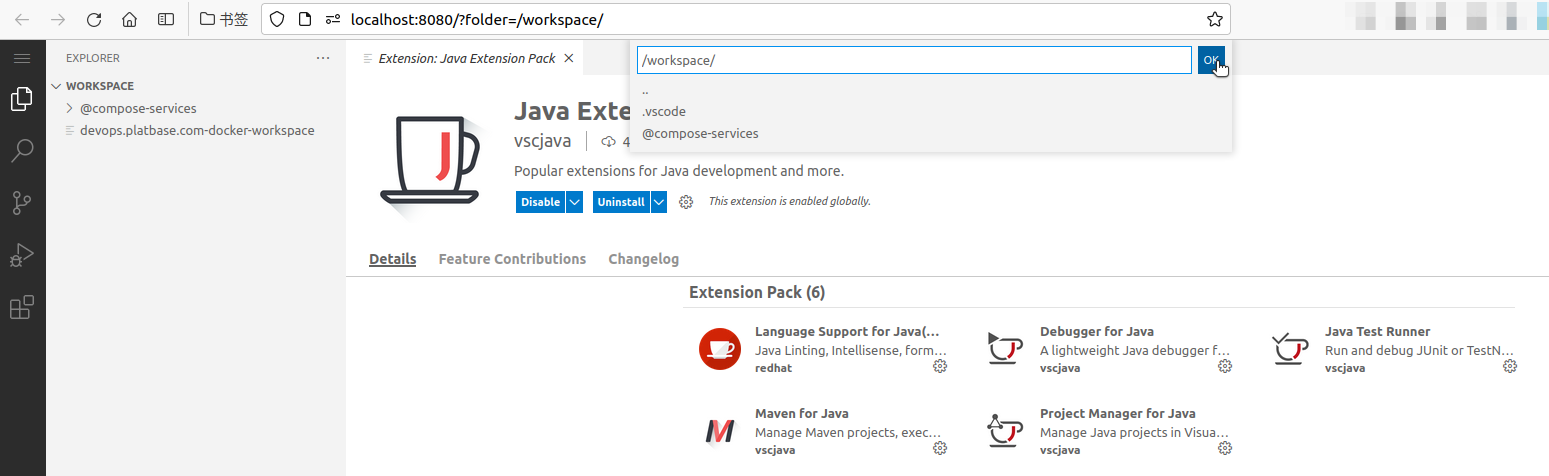 书签
localhost:8080/?folder=/workspace/
EXPLORER
Extension: Java Extension Pack
/workspace/
OK
WORKSPACE
..
@compose-services
.vscode
devops.platbase.com-docker-workspace
@compose-services
Java Exte
vscjava
4
Popular extensions for Java development and more.
Disable
Uninstall
This extension is enabled globally.
Details
Feature Contributions
Changelog
Extension Pack (6)
Language Support for Java(...
Java Linting, Intellisense, form...
redhat
Debugger for Java
A lightweight Java debugger f...
vscjava
Java Test Runner
Run and debug JUnit or TestN...
vscjava
Maven for Java
Manage Maven projects, exec...
vscjava
Project Manager for Java
Manage Java projects in Visua...
vscjava